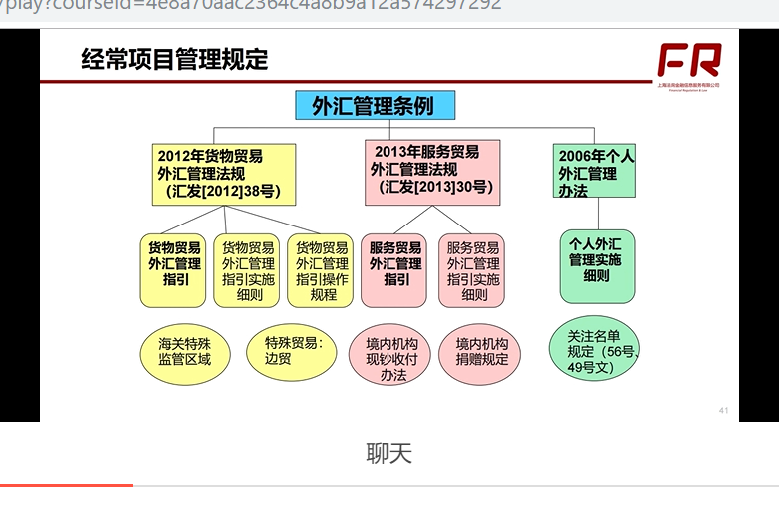 /play?courseId=4e8a70aac2364c4a8b9a12a574297292
经常项目管理规定
FR
上海法询金融信息服务有限公司
Financial Regulation & Law
外汇管理条例
2012年货物贸易
外汇管理法规
（汇发[2012]38号）
2013年服务贸易
外汇管理法规
（汇发[2013]30号）
2006年个人
外汇管理
办法
货物贸易
外汇管理
指引
货物贸易
外汇管理
指引实施
细则
货物贸易
外汇管理
指引操作
规程
服务贸易
外汇管理
指引
服务贸易
外汇管理
指引实施
细则
个人外汇
管理实施
细则
海关特殊
监管区域
特殊贸易：
边贸
境内机构
现钞收付
办法
境内机构
捐赠规定
关注名单
规定（56号、
49号文）
41
聊天